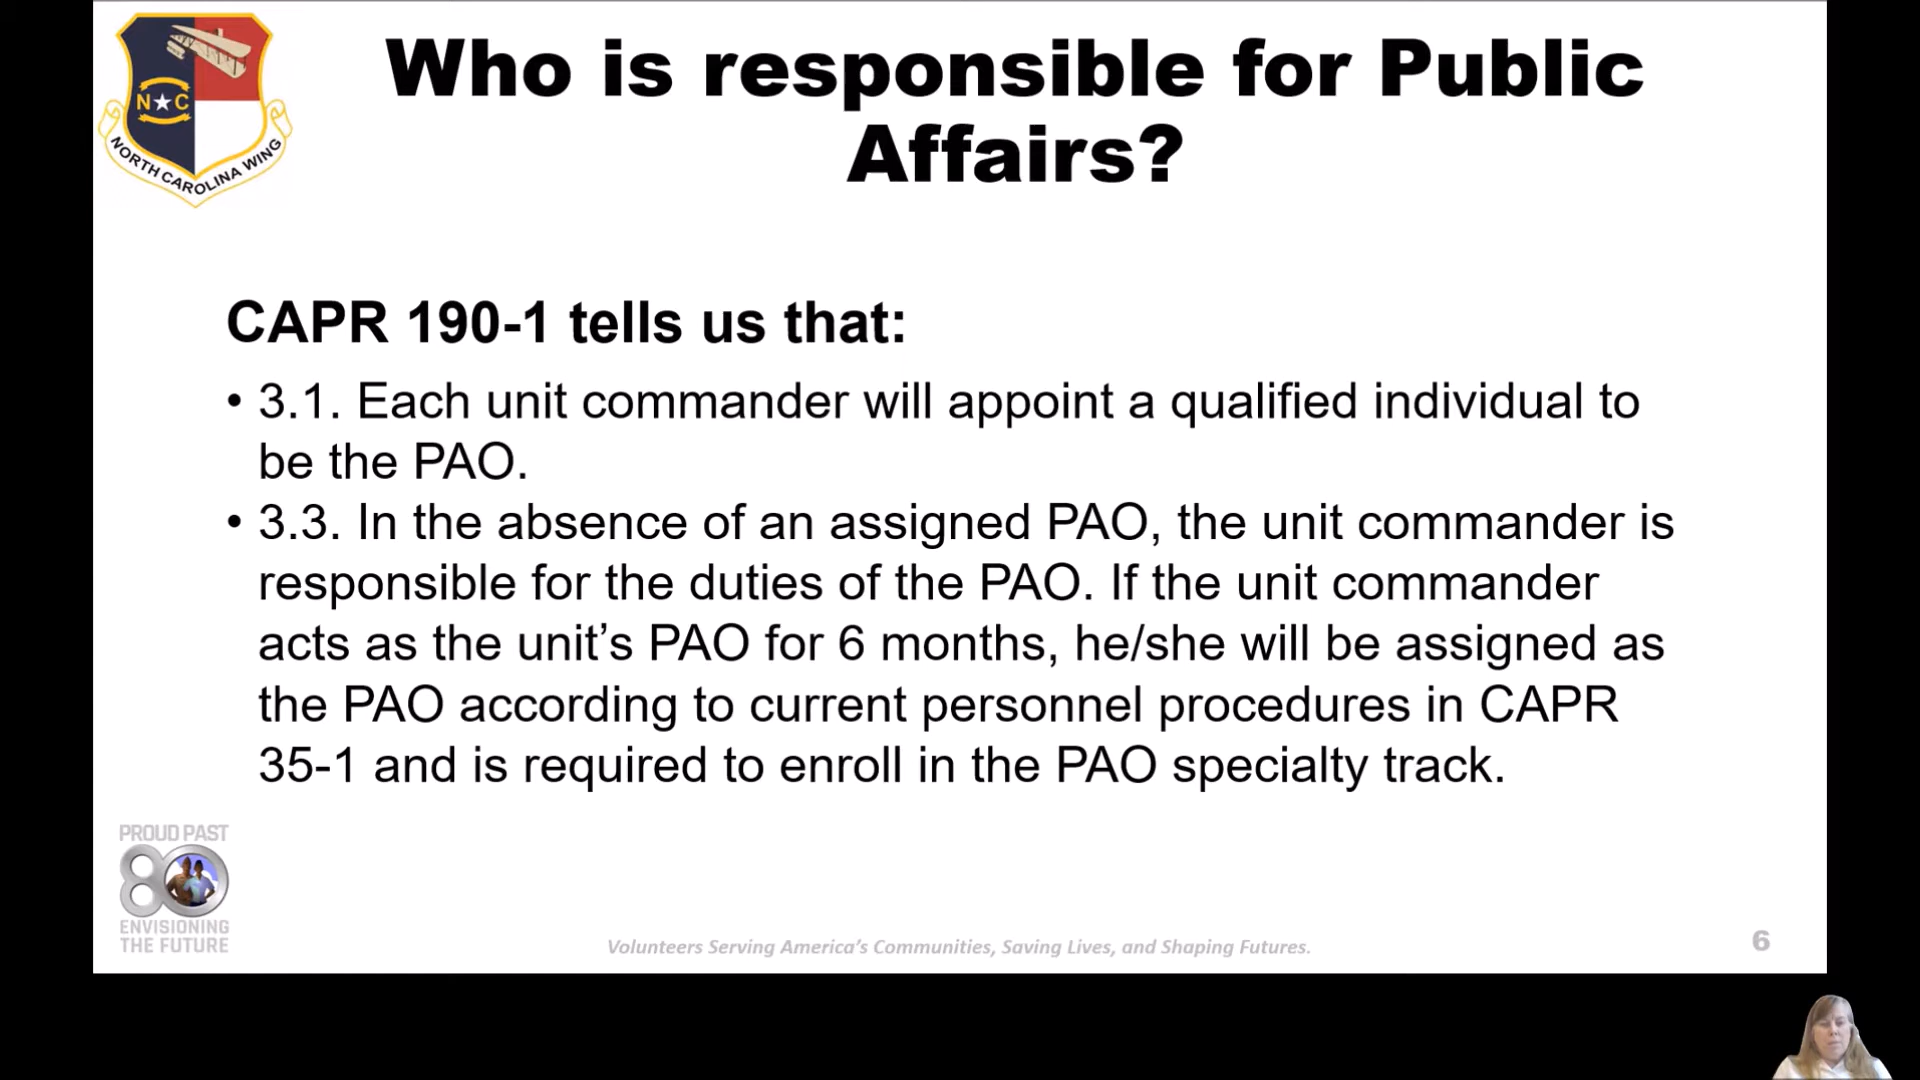 N★C
NORTH CAROLINA WING
Who is responsible for Public
Affairs?
CAPR 190-1 tells us that:
• 3.1. Each unit commander will appoint a qualified individual to
be the PAO.
• 3.3. In the absence of an assigned PAO, the unit commander is
responsible for the duties of the PAO. If the unit commander
acts as the unit’s PAO for 6 months, he/she will be assigned as
the PAO according to current personnel procedures in CAPR
35-1 and is required to enroll in the PAO specialty track.
PROUD PAST
80
ENVISIONING
THE FUTURE
Volunteers Serving America’s Communities, Saving Lives, and Shaping Futures.
6